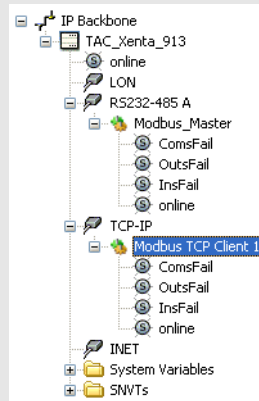 IP Backbone
TAC_Xenta_913
online
LON
RS232-485 A
Modbus_Master
ComsFail
OutsFail
InsFail
online
TCP-IP
Modbus TCP Client 1
ComsFail
OutsFail
InsFail
online
INET
System Variables
SNVTs